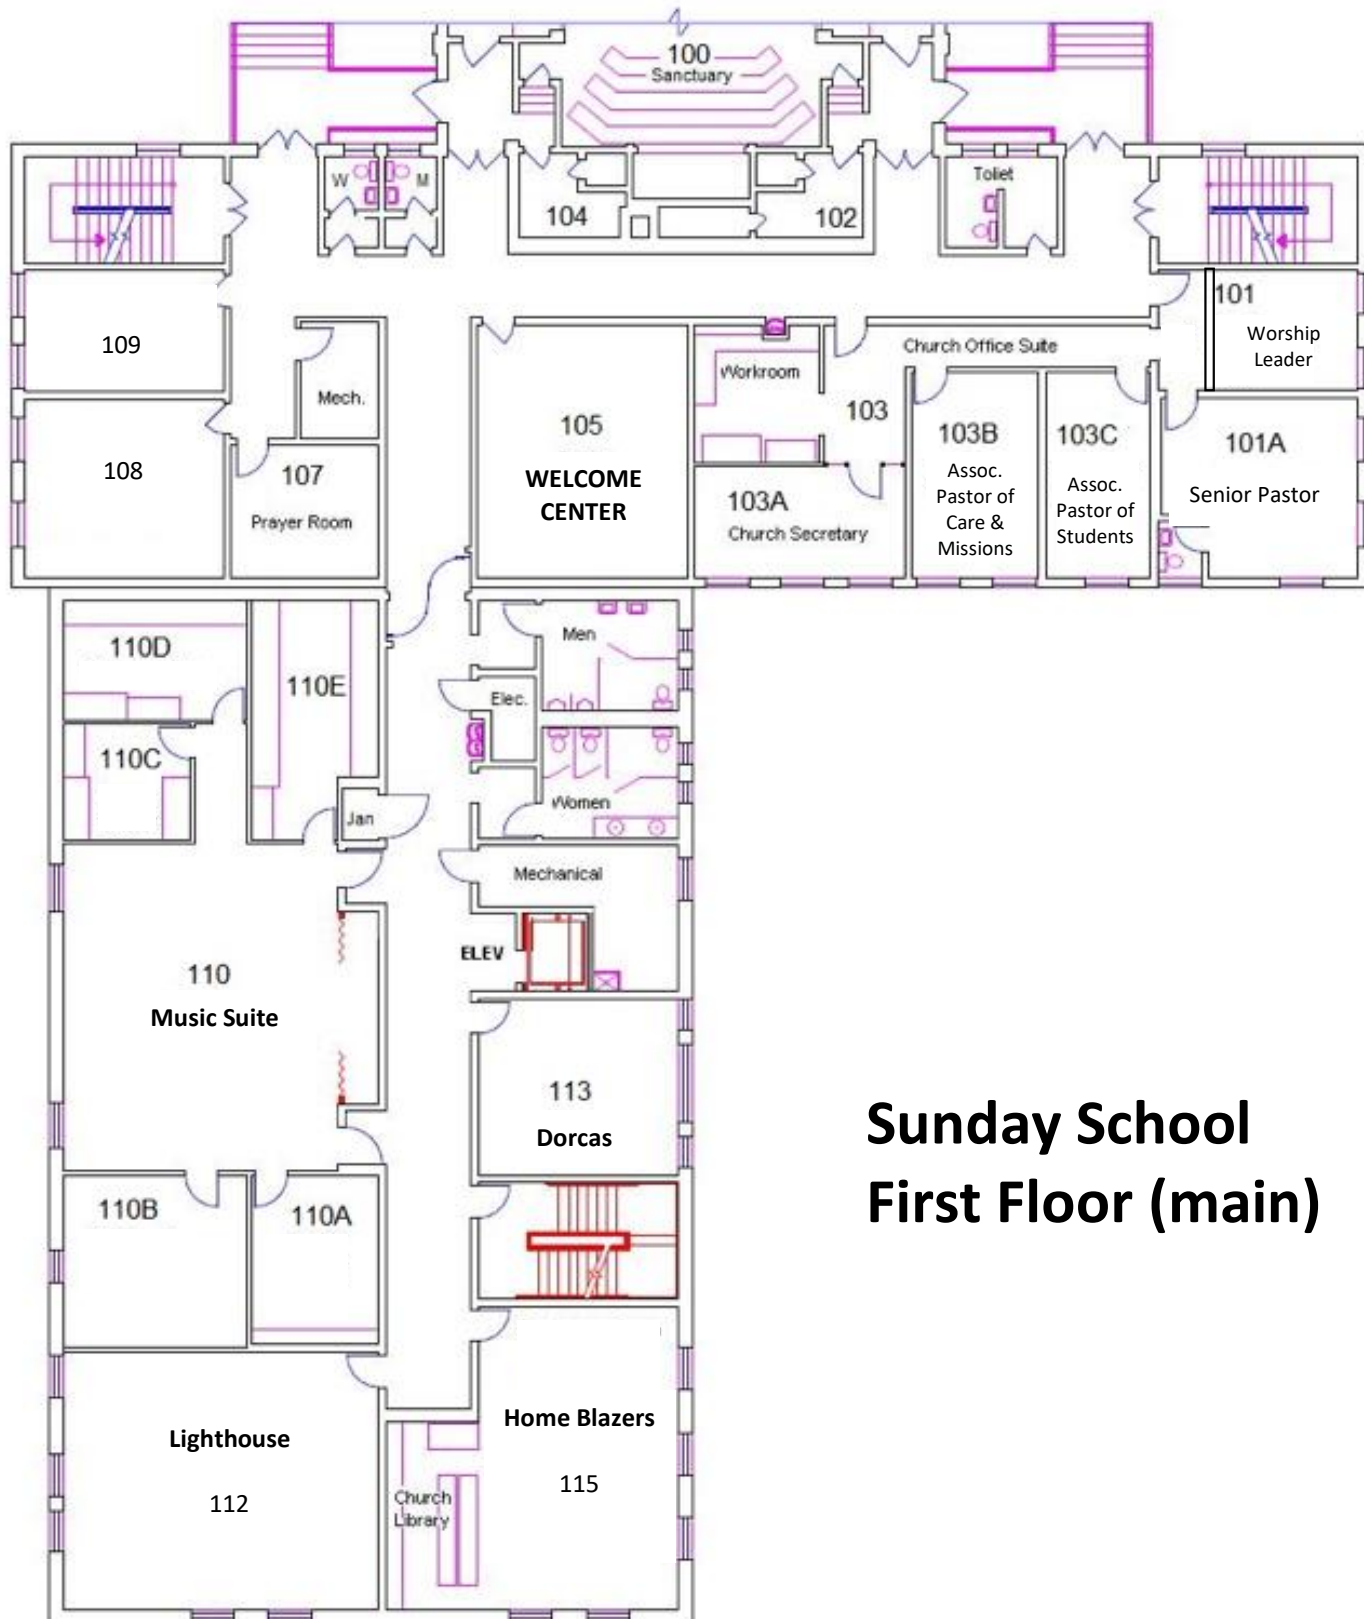 100
Sanctuary
W
M
104
102
Toliet
101
Worship
Leader
109
Mech.
Workroom
Church Office Suite
103
105
WELCOME
CENTER
108
107
Prayer Room
103A
Church Secretary
103B
Assoc.
Pastor of
Care &
Missions
103C
Assoc.
Pastor of
Students
101A
Senior Pastor
110D
110E
Men
Elec.
110C
Jan
Women
Mechanical
ELEV
110
Music Suite
113
Dorcas
Sunday School
First Floor (main)
110B
110A
Lighthouse
112
Home Blazers
115
Church
Library